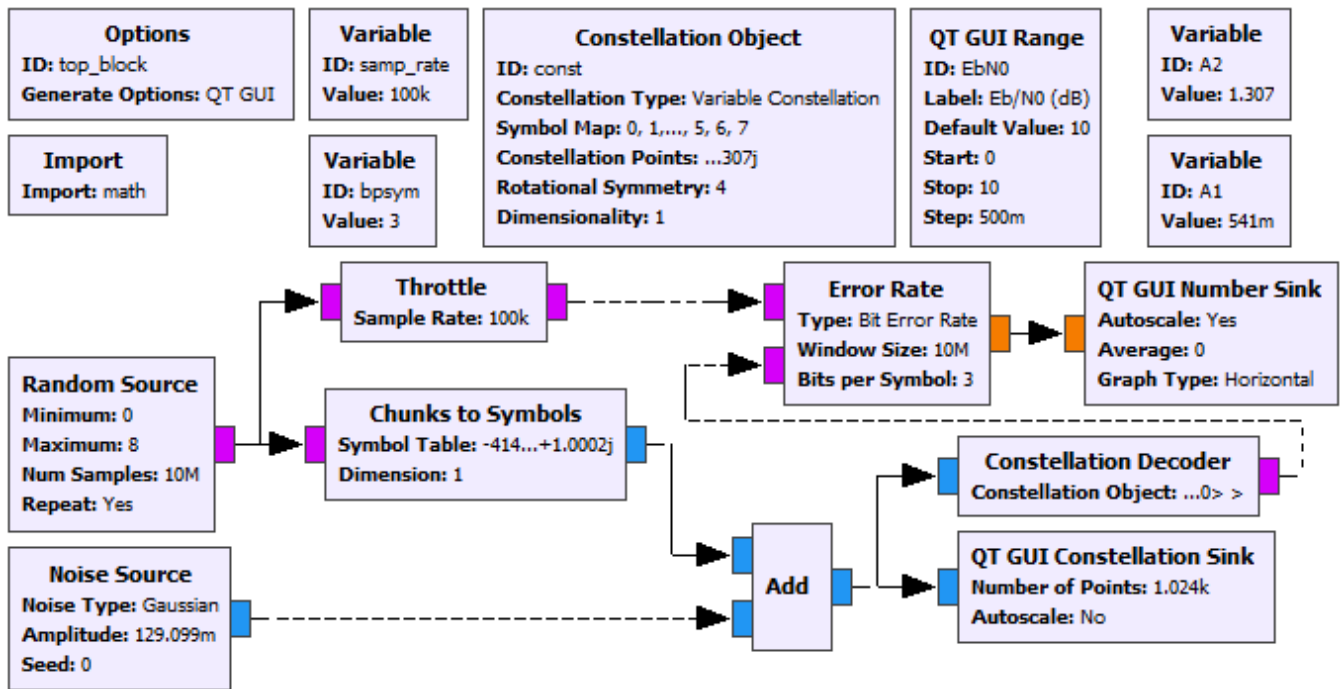 Options
ID: top_block
Generate Options: QT GUI
Variable
ID: samp_rate
Value: 100k
Constellation Object
ID: const
Constellation Type: Variable Constellation
Symbol Map: 0, 1,..., 5, 6, 7
Constellation Points: ...307j
Rotational Symmetry: 4
Dimensionality: 1
QT GUI Range
ID: EbN0
Label: Eb/N0 (dB)
Default Value: 10
Start: 0
Stop: 10
Step: 500m
Variable
ID: A2
Value: 1.307
Import
Import: math
Variable
ID: bpsym
Value: 3
Variable
ID: A1
Value: 541m
Throttle
Sample Rate: 100k
Error Rate
Type: Bit Error Rate
Window Size: 10M
Bits per Symbol: 3
QT GUI Number Sink
Autoscale: Yes
Average: 0
Graph Type: Horizontal
Random Source
Minimum: 0
Maximum: 8
Num Samples: 10M
Repeat: Yes
Chunks to Symbols
Symbol Table: -414...+1.0002j
Dimension: 1
Constellation Decoder
Constellation Object: ...0> >
Noise Source
Noise Type: Gaussian
Amplitude: 129.099m
Seed: 0
Add
QT GUI Constellation Sink
Number of Points: 1.024k
Autoscale: No